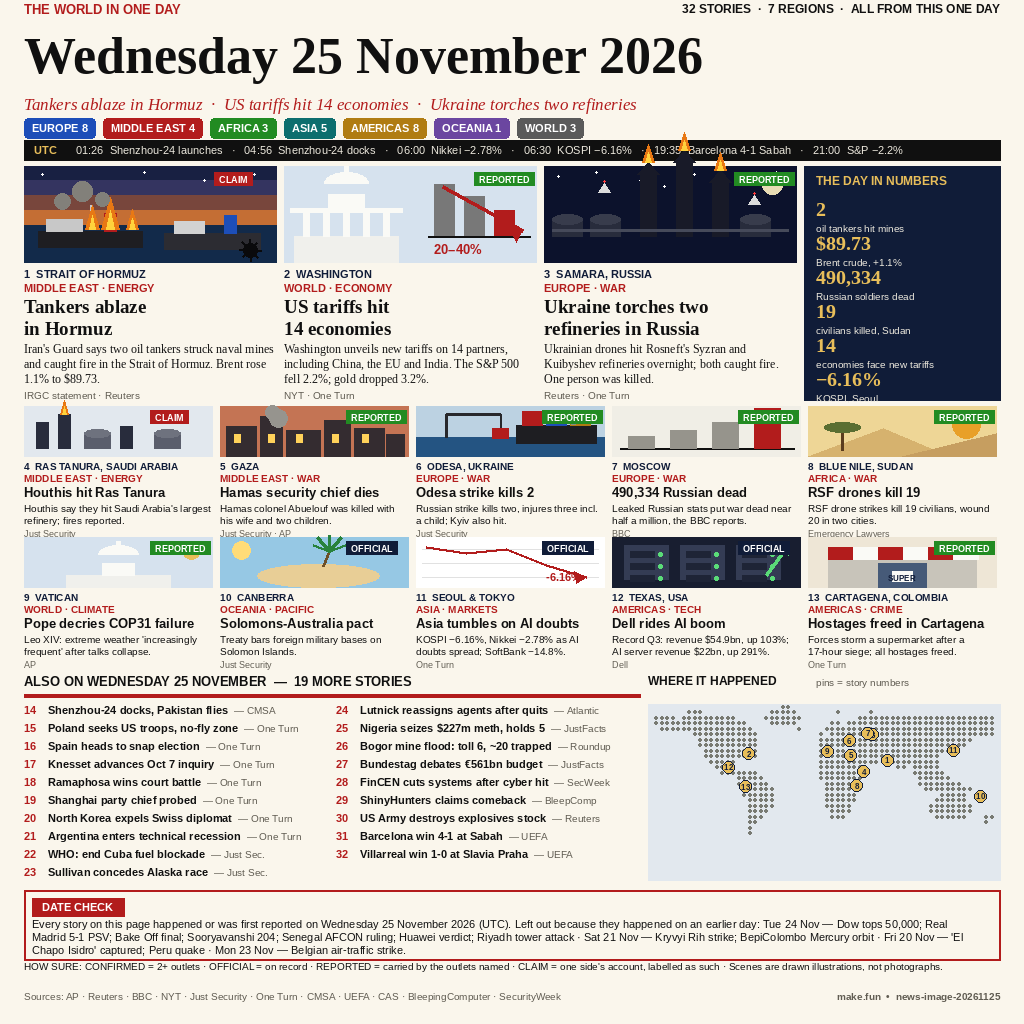 THE WORLD IN ONE DAY
32 STORIES · 7 REGIONS · ALL FROM THIS ONE DAY
Wednesday 25 November 2026
Tankers ablaze in Hormuz · US tariffs hit 14 economies · Ukraine torches two refineries
EUROPE 8 MIDDLE EAST 4 AFRICA 3 ASIA 5 AMERICAS 8 OCEANIA 1 WORLD 3
UTC 01:26 Shenzhou-24 launches · 04:56 Shenzhou-24 docks · 06:00 Nikkei −2.78% · 06:30 KOSPI −6.16% · 19:35 Barcelona 4-1 Sabah · 21:00 S&P −2.2%
CLAIM
1 STRAIT OF HORMUZ
MIDDLE EAST · ENERGY
Tankers ablaze
in Hormuz
Iran's Guard says two oil tankers struck naval mines
and caught fire in the Strait of Hormuz. Brent rose
1.1% to $89.73.
IRGC statement · Reuters
REPORTED
20–40%
2 WASHINGTON
WORLD · ECONOMY
US tariffs hit
14 economies
Washington unveils new tariffs on 14 partners,
including China, the EU and India. The S&P 500
fell 2.2%; gold dropped 3.2%.
NYT · One Turn
REPORTED
3 SAMARA, RUSSIA
EUROPE · WAR
Ukraine torches two
refineries in Russia
Ukrainian drones hit Rosneft's Syzran and
Kuibyshev refineries overnight; both caught fire.
One person was killed.
Reuters · One Turn
THE DAY IN NUMBERS
2
oil tankers hit mines
$89.73
Brent crude, +1.1%
490,334
Russian soldiers dead
19
civilians killed, Sudan
14
economies face new tariffs
−6.16%
KOSPI, Seoul
CLAIM
4 RAS TANURA, SAUDI ARABIA
MIDDLE EAST · ENERGY
Houthis hit Ras Tanura
Houthis say they hit Saudi Arabia's largest
refinery; fires reported.
Just Security
REPORTED
5 GAZA
MIDDLE EAST · WAR
Hamas security chief dies
Hamas colonel Abuelouf was killed with
his wife and two children.
Just Security · AP
REPORTED
6 ODESA, UKRAINE
EUROPE · WAR
Odesa strike kills 2
Russian strike kills two, injures three incl.
a child; Kyiv also hit.
Just Security
REPORTED
7 MOSCOW
EUROPE · WAR
490,334 Russian dead
Leaked Russian stats put war dead near
half a million, the BBC reports.
BBC
REPORTED
8 BLUE NILE, SUDAN
AFRICA · WAR
RSF drones kill 19
RSF drone strikes kill 19 civilians, wound
20 in two cities.
Emergency Lawyers
REPORTED
9 VATICAN
WORLD · CLIMATE
Pope decries COP31 failure
Leo XIV: extreme weather 'increasingly
frequent' after talks collapse.
AP
OFFICIAL
10 CANBERRA
OCEANIA · PACIFIC
Solomons-Australia pact
Treaty bars foreign military bases on
Solomon Islands.
Just Security
OFFICIAL
-6.16%
11 SEOUL & TOKYO
ASIA · MARKETS
Asia tumbles on AI doubts
KOSPI −6.16%, Nikkei −2.78% as AI
doubts spread; SoftBank −14.8%.
One Turn
OFFICIAL
12 TEXAS, USA
AMERICAS · TECH
Dell rides AI boom
Record Q3: revenue $54.9bn, up 103%;
AI server revenue $22bn, up 291%.
Dell
REPORTED
SUPER
13 CARTAGENA, COLOMBIA
AMERICAS · CRIME
Hostages freed in Cartagena
Forces storm a supermarket after a
17-hour siege; all hostages freed.
One Turn
ALSO ON WEDNESDAY 25 NOVEMBER — 19 MORE STORIES
14 Shenzhou-24 docks, Pakistan flies — CMSA
15 Poland seeks US troops, no-fly zone — One Turn
16 Spain heads to snap election — One Turn
17 Knesset advances Oct 7 inquiry — One Turn
18 Ramaphosa wins court battle — One Turn
19 Shanghai party chief probed — One Turn
20 North Korea expels Swiss diplomat — One Turn
21 Argentina enters technical recession — One Turn
22 WHO: end Cuba fuel blockade — Just Sec.
23 Sullivan concedes Alaska race — Just Sec.
24 Lutnick reassigns agents after quits — Atlantic
25 Nigeria seizes $227m meth, holds 5 — JustFacts
26 Bogor mine flood: toll 6, ~20 trapped — Roundup
27 Bundestag debates €561bn budget — JustFacts
28 FinCEN cuts systems after cyber hit — SecWeek
29 ShinyHunters claims comeback — BleepComp
30 US Army destroys explosives stock — Reuters
31 Barcelona win 4-1 at Sabah — UEFA
32 Villarreal win 1-0 at Slavia Praha — UEFA
WHERE IT HAPPENED pins = story numbers
7
6
2
9
5
11
1
12
4
13
8
10
DATE CHECK
Every story on this page happened or was first reported on Wednesday 25 November 2026 (UTC). Left out because they happened on an earlier day: Tue 24 Nov — Dow tops 50,000; Real
Madrid 5-1 PSV; Bake Off final; Sooryavanshi 204; Senegal AFCON ruling; Huawei verdict; Riyadh tower attack · Sat 21 Nov — Kryvyi Rih strike; BepiColombo Mercury orbit · Fri 20 Nov — 'El
Chapo Isidro' captured; Peru quake · Mon 23 Nov — Belgian air-traffic strike.
HOW SURE: CONFIRMED = 2+ outlets · OFFICIAL = on record · REPORTED = carried by the outlets named · CLAIM = one side's account, labelled as such · Scenes are drawn illustrations, not photographs.
Sources: AP · Reuters · BBC · NYT · Just Security · One Turn · CMSA · UEFA · CAS · BleepingComputer · SecurityWeek
make.fun • news-image-20261125